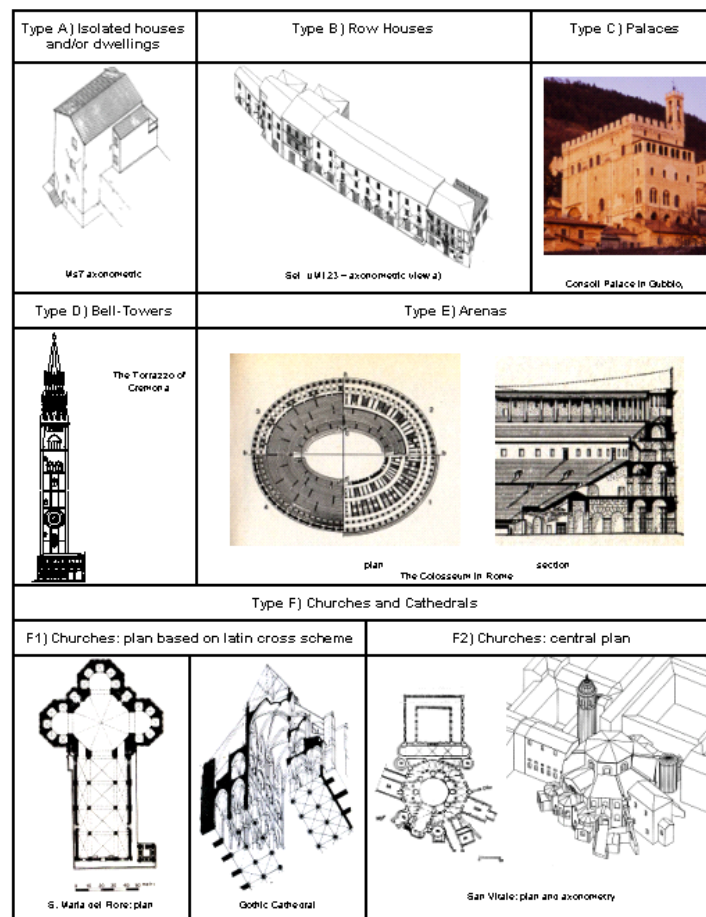 Type A) Isolated houses
and/or dwellings
Type B) Row Houses
Type C) Palaces
Ms7 axonometric
axonometric view a)
Consoli Palace in Gubbio,
Type D) Bell-Towers
Type E) Arenas
The Torrazzo of
Cremona
plan
section
The Colosseum in Rome
Type F) Churches and Cathedrals
F1) Churches: plan based on latin cross scheme
F2) Churches: central plan
S. Maria del Fiore: plan
Gothic Cathedral
San Vitale: plan and axonometry